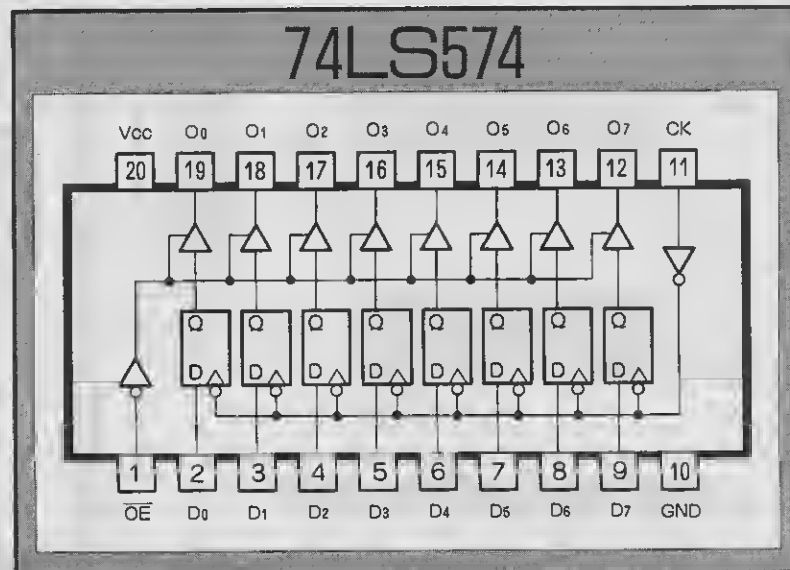 74LS574
Vcc O0 O1 O2 O3 O4 O5 O6 O7 CK
20 19 18 17 16 15 14 13 12 11
Q Q Q Q Q Q Q Q
D D D D D D D D
1 2 3 4 5 6 7 8 9 10
O̅E̅ D0 D1 D2 D3 D4 D5 D6 D7 GND